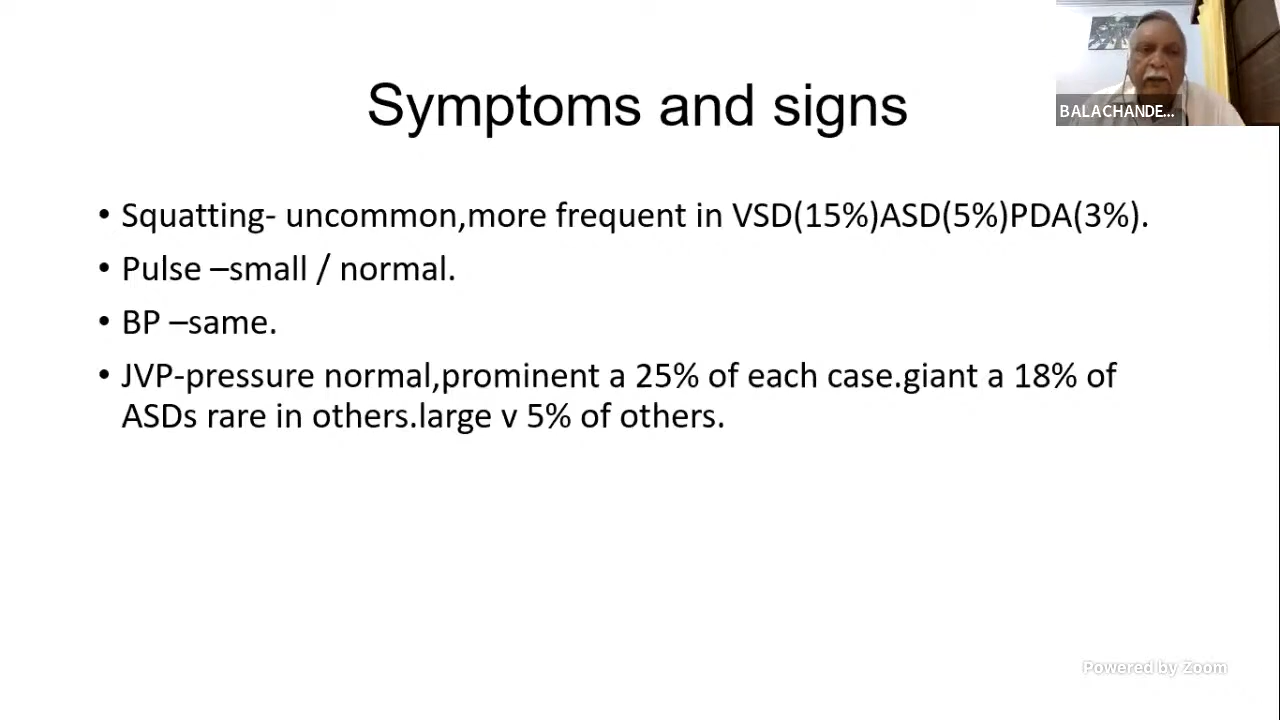 Symptoms and signs
BALACHANDE...
• Squatting- uncommon,more frequent in VSD(15%)ASD(5%)PDA(3%).
• Pulse –small / normal.
• BP –same.
• JVP-pressure normal,prominent a 25% of each case.giant a 18% of
ASDs rare in others.large v 5% of others.
Powered by Zoom